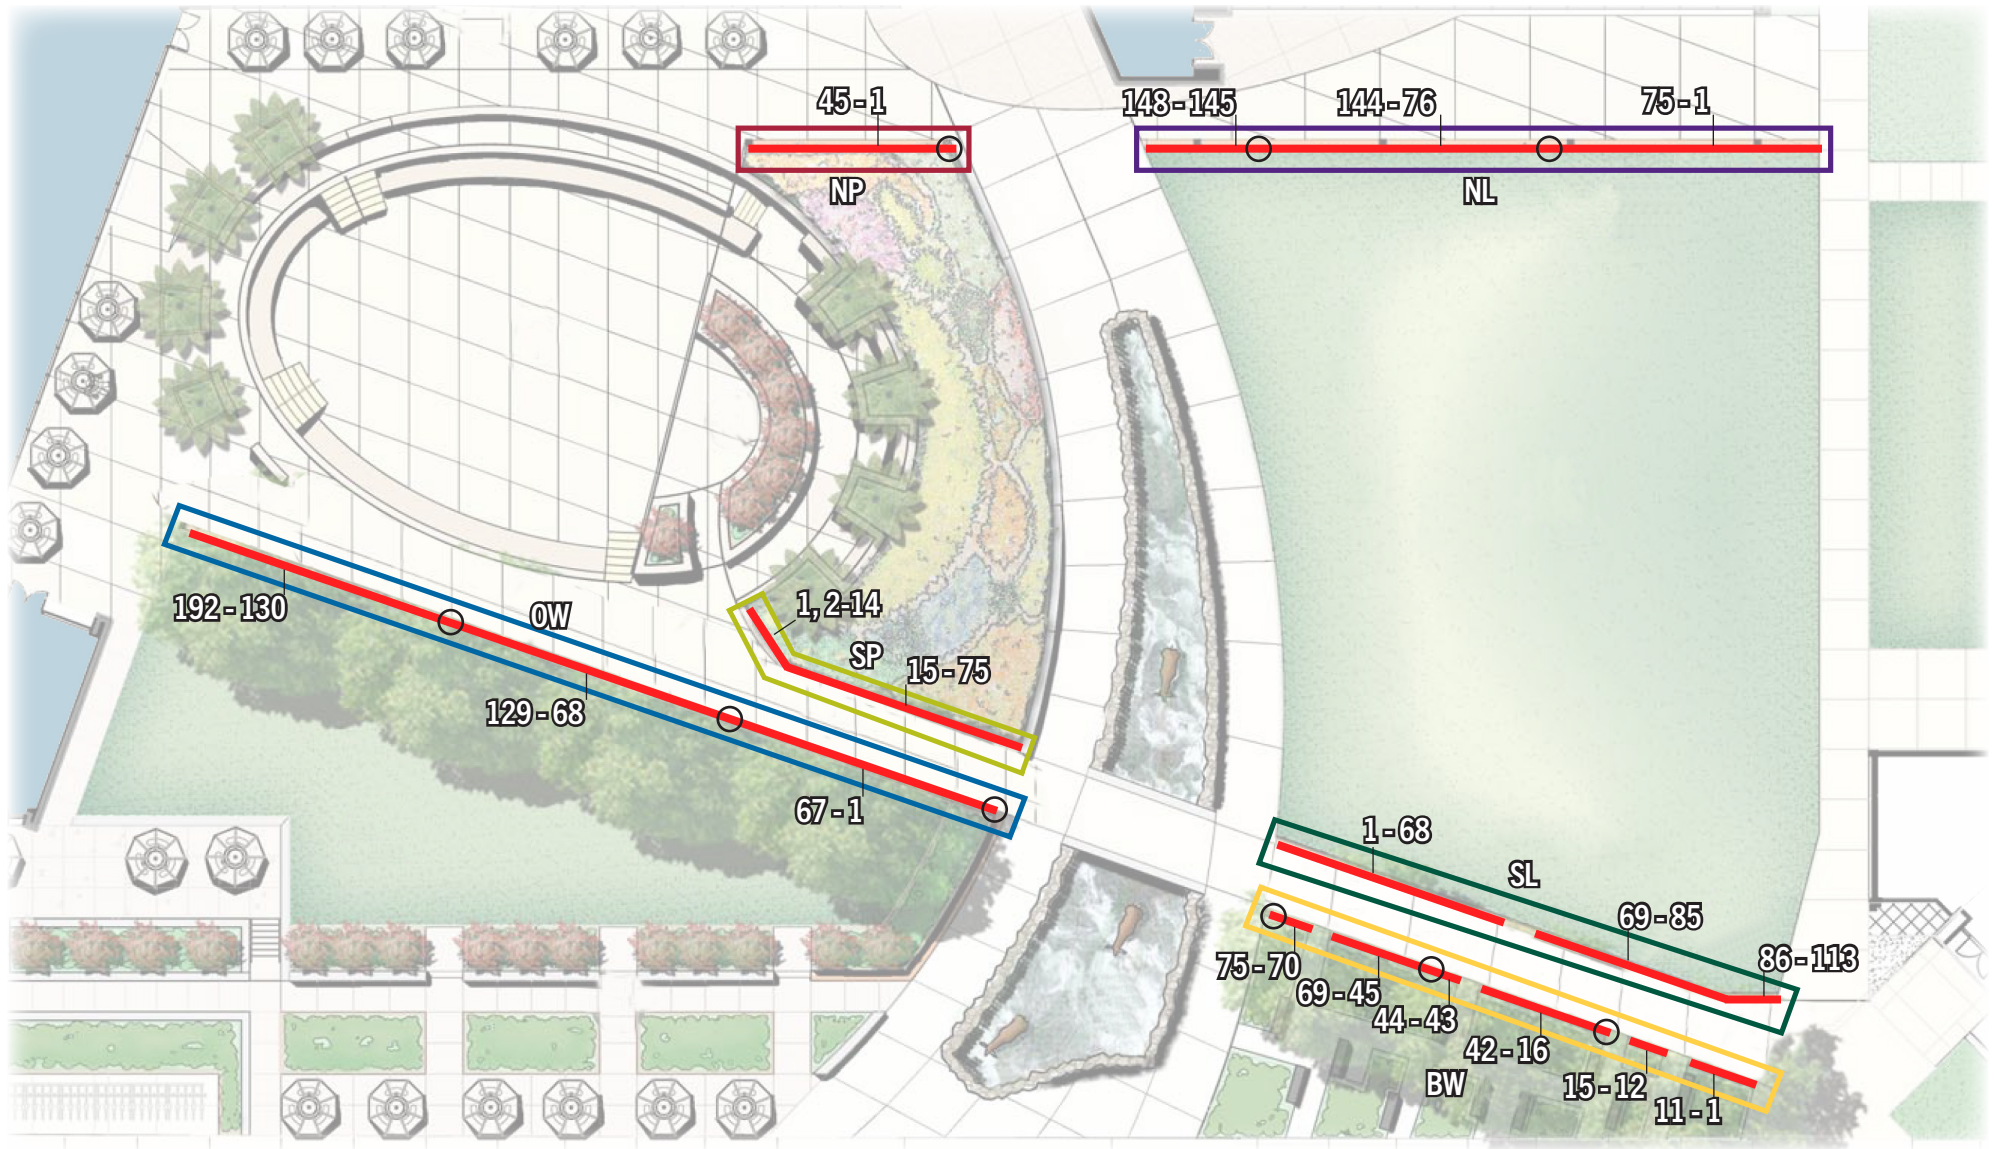 45 - 1
148 - 145
144 - 76
75 - 1
NP
NL
192 - 130
OW
1, 2-14
SP
15 - 75
129 - 68
67 - 1
1 - 68
SL
69 - 85
86 - 113
75 - 70
69 - 45
44 - 43
42 - 16
BW
15 - 12
11 - 1